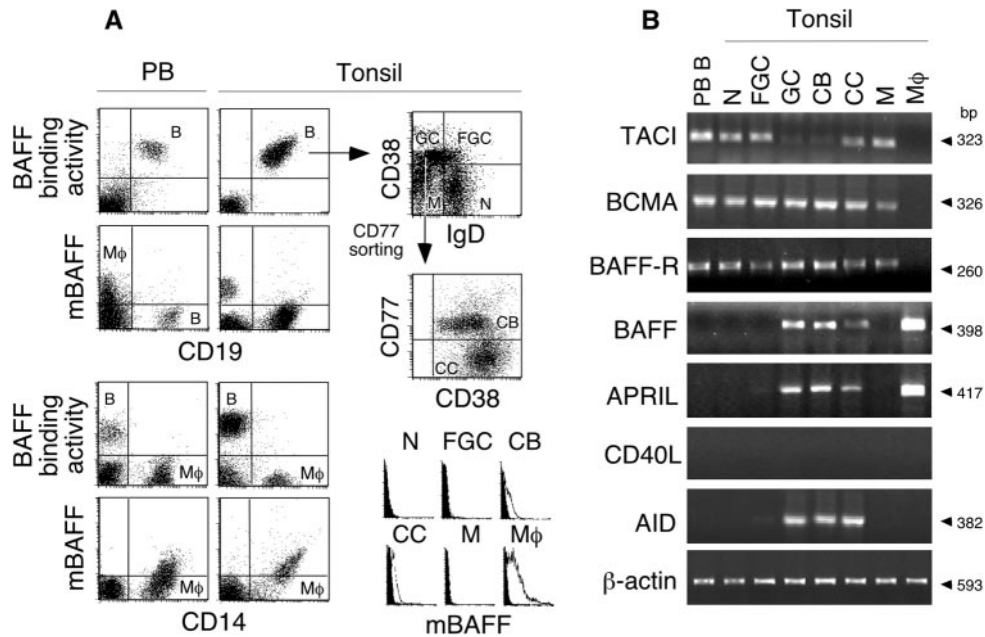 A
PB
Tonsil
BAFF
binding
activity
B
B
GC
FGC
CD38
M
N
IgD
CD77
sorting
mBAFF
Mϕ
B
CD19
CD77
CB
CC
CD38
BAFF
binding
activity
B
Mϕ
B
Mϕ
mBAFF
Mϕ
Mϕ
CD14
N FGC CB
CC M Mϕ
mBAFF
B
Tonsil
PB B N FGC GC CB CC M Mϕ
bp
TACI 323
BCMA 326
BAFF-R 260
BAFF 398
APRIL 417
CD40L
AID 382
β-actin 593